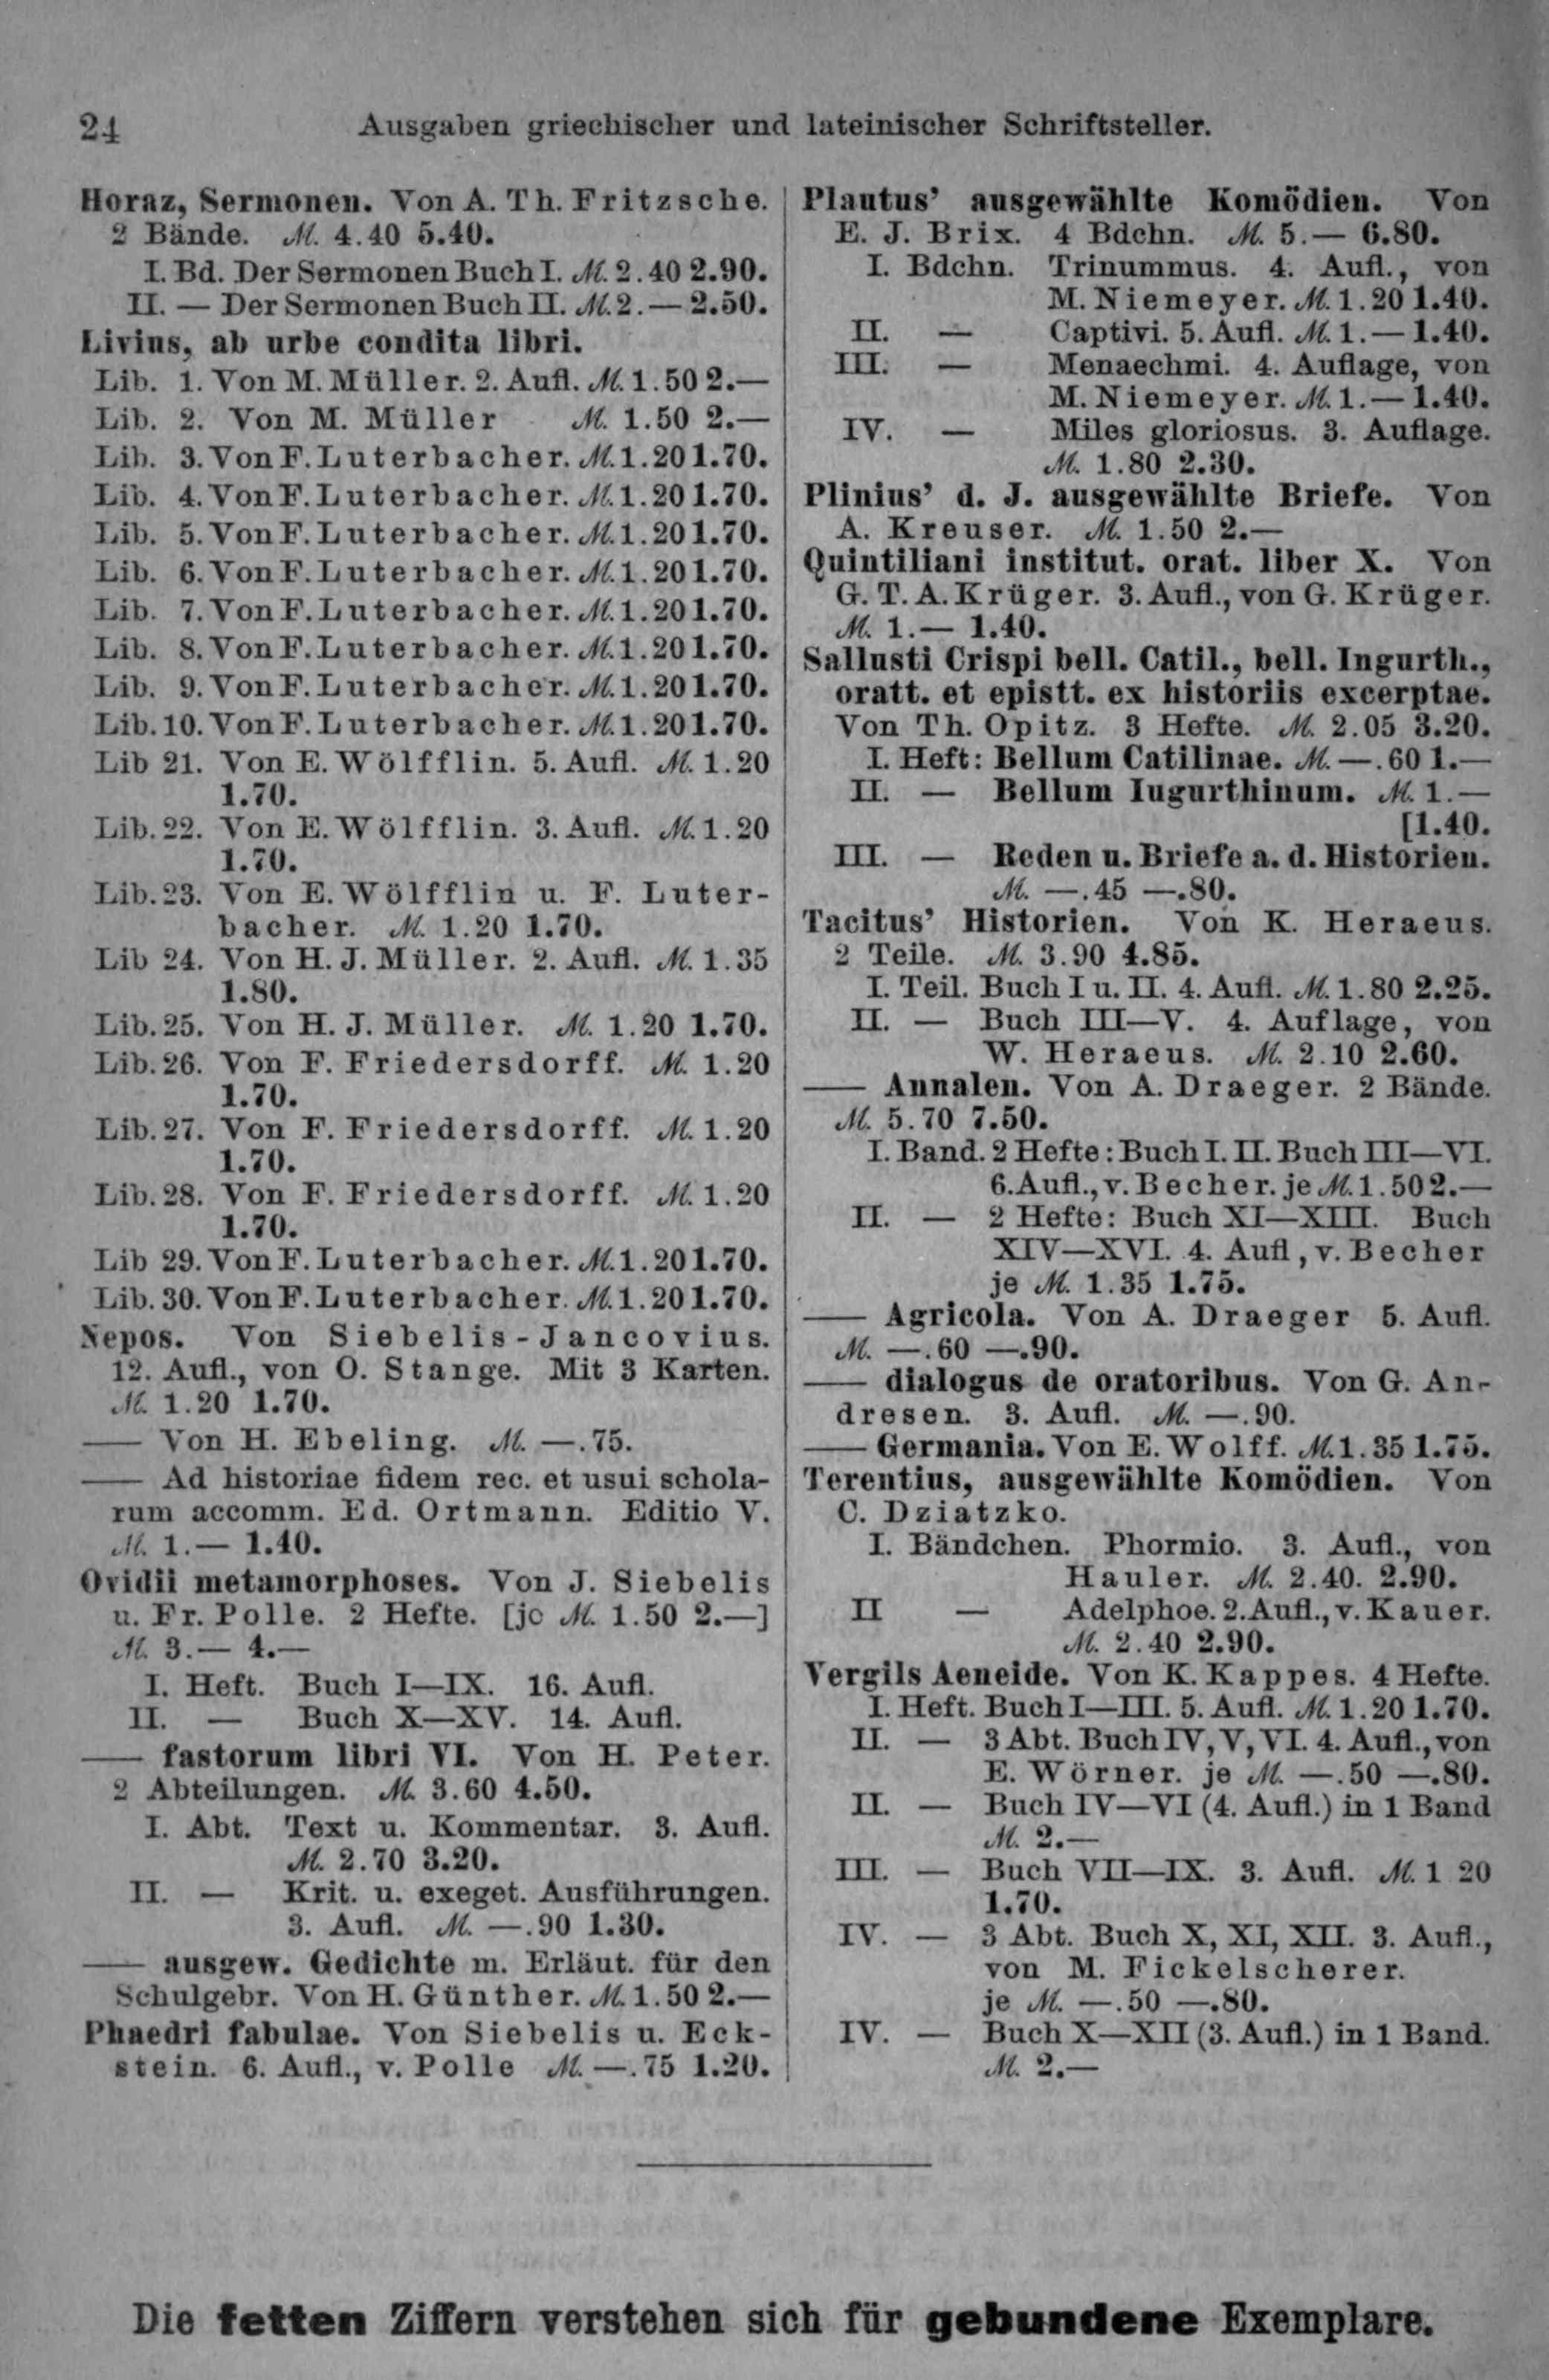 24
Ausgaben griechischer und lateinischer Schriftsteller.
Horaz, Sermonen. Von A. Th. Fritzsche.
2 Bände. ℳ. 4.40 5.40.
I. Bd. Der Sermonen Buch I. ℳ. 2.40 2.90.
II. — Der Sermonen Buch II. ℳ. 2.— 2.50.
Livius, ab urbe condita libri.
Lib. 1. Von M. Müller. 2. Aufl. ℳ. 1.50 2.—
Lib. 2. Von M. Müller ℳ. 1.50 2.—
Lib. 3. Von F. Luterbacher. ℳ. 1.20 1.70.
Lib. 4. Von F. Luterbacher. ℳ. 1.20 1.70.
Lib. 5. Von F. Luterbacher. ℳ. 1.20 1.70.
Lib. 6. Von F. Luterbacher. ℳ. 1.20 1.70.
Lib. 7. Von F. Luterbacher. ℳ. 1.20 1.70.
Lib. 8. Von F. Luterbacher. ℳ. 1.20 1.70.
Lib. 9. Von F. Luterbacher. ℳ. 1.20 1.70.
Lib. 10. Von F. Luterbacher. ℳ. 1.20 1.70.
Lib 21. Von E. Wölfflin. 5. Aufl. ℳ. 1.20
1.70.
Lib. 22. Von E. Wölfflin. 3. Aufl. ℳ. 1.20
1.70.
Lib. 23. Von E. Wölfflin u. F. Luter-
bacher. ℳ. 1.20 1.70.
Lib 24. Von H. J. Müller. 2. Aufl. ℳ. 1.35
1.80.
Lib. 25. Von H. J. Müller. ℳ. 1.20 1.70.
Lib. 26. Von F. Friedersdorff. ℳ. 1.20
1.70.
Lib. 27. Von F. Friedersdorff. ℳ. 1.20
1.70.
Lib. 28. Von F. Friedersdorff. ℳ. 1.20
1.70.
Lib 29. Von F. Luterbacher. ℳ. 1.20 1.70.
Lib. 30. Von F. Luterbacher. ℳ. 1.20 1.70.
Nepos. Von Siebelis-Jancovius.
12. Aufl., von O. Stange. Mit 3 Karten.
ℳ. 1.20 1.70.
—— Von H. Ebeling. ℳ. —.75.
—— Ad historiae fidem rec. et usui schola-
rum accomm. Ed. Ortmann. Editio V.
ℳ. 1.— 1.40.
Ovidii metamorphoses. Von J. Siebelis
u. Fr. Polle. 2 Hefte. [je ℳ. 1.50 2.—]
ℳ. 3.— 4.—
I. Heft. Buch I—IX. 16. Aufl.
II. — Buch X—XV. 14. Aufl.
—— fastorum libri VI. Von H. Peter.
2 Abteilungen. ℳ. 3.60 4.50.
I. Abt. Text u. Kommentar. 3. Aufl.
ℳ. 2.70 3.20.
II. — Krit. u. exeget. Ausführungen.
3. Aufl. ℳ. —.90 1.30.
—— ausgew. Gedichte m. Erläut. für den
Schulgebr. Von H. Günther. ℳ. 1.50 2.—
Phaedri fabulae. Von Siebelis u. Eck-
stein. 6. Aufl., v. Polle ℳ. —.75 1.20.
Plautus' ausgewählte Komödien. Von
E. J. Brix. 4 Bdchn. ℳ. 5.— 6.80.
I. Bdchn. Trinummus. 4. Aufl., von
M. Niemeyer. ℳ. 1.20 1.40.
II. — Captivi. 5. Aufl. ℳ. 1.— 1.40.
III. — Menaechmi. 4. Auflage, von
M. Niemeyer. ℳ. 1.— 1.40.
IV. — Miles gloriosus. 3. Auflage.
ℳ. 1.80 2.30.
Plinius' d. J. ausgewählte Briefe. Von
A. Kreuser. ℳ. 1.50 2.—
Quintiliani institut. orat. liber X. Von
G. T. A. Krüger. 3. Aufl., von G. Krüger.
ℳ. 1.— 1.40.
Sallusti Crispi bell. Catil., bell. Ingurth.,
oratt. et epistt. ex historiis excerptae.
Von Th. Opitz. 3 Hefte. ℳ. 2.05 3.20.
I. Heft: Bellum Catilinae. ℳ. —.60 1.—
II. — Bellum Iugurthinum. ℳ. 1.—
[1.40.
III. — Reden u. Briefe a. d. Historien.
ℳ. —.45 —.80.
Tacitus' Historien. Von K. Heraeus.
2 Teile. ℳ. 3.90 4.85.
I. Teil. Buch I u. II. 4. Aufl. ℳ. 1.80 2.25.
II. — Buch III—V. 4. Auflage, von
W. Heraeus. ℳ. 2.10 2.60.
—— Annalen. Von A. Draeger. 2 Bände.
ℳ. 5.70 7.50.
I. Band. 2 Hefte: Buch I. II. Buch III—VI.
6. Aufl., v. Becher. je ℳ. 1.50 2.—
II. — 2 Hefte: Buch XI—XIII. Buch
XIV—XVI. 4. Aufl, v. Becher
je ℳ. 1.35 1.75.
—— Agricola. Von A. Draeger 5. Aufl.
ℳ. —.60 —.90.
—— dialogus de oratoribus. Von G. An-
dresen. 3. Aufl. ℳ. —.90.
—— Germania. Von E. Wolff. ℳ. 1.35 1.75.
Terentius, ausgewählte Komödien. Von
C. Dziatzko.
I. Bändchen. Phormio. 3. Aufl., von
Hauler. ℳ. 2.40. 2.90.
II — Adelphoe. 2. Aufl., v. Kauer.
ℳ. 2.40 2.90.
Vergils Aeneide. Von K. Kappes. 4 Hefte.
I. Heft. Buch I—III. 5. Aufl. ℳ. 1.20 1.70.
II. — 3 Abt. Buch IV, V, VI. 4. Aufl., von
E. Wörner. je ℳ. —.50 —.80.
II. — Buch IV—VI (4. Aufl.) in 1 Band
ℳ. 2.—
III. — Buch VII—IX. 3. Aufl. ℳ. 1 20
1.70.
IV. — 3 Abt. Buch X, XI, XII. 3. Aufl.,
von M. Fickelscherer.
je ℳ. —.50 —.80.
IV. — Buch X—XII (3. Aufl.) in 1 Band.
ℳ. 2.—
Die fetten Ziffern verstehen sich für gebundene Exemplare.